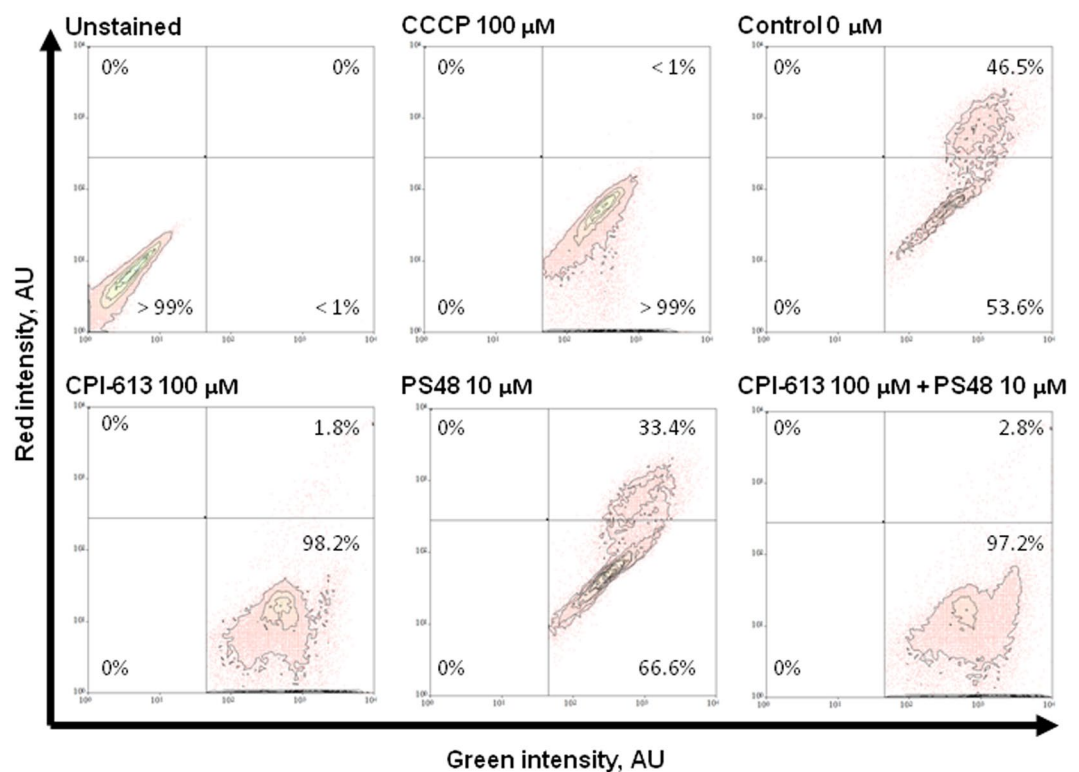 Unstained
CCCP 100 µM
Control 0 µM
0%
0%
> 99%
< 1%
< 1%
0%
> 99%
0%
46.5%
0%
53.6%
CPI-613 100 µM
PS48 10 µM
CPI-613 100 µM + PS48 10 µM
0%
1.8%
98.2%
0%
0%
33.4%
0%
66.6%
0%
2.8%
97.2%
0%
Red intensity, AU
Green intensity, AU